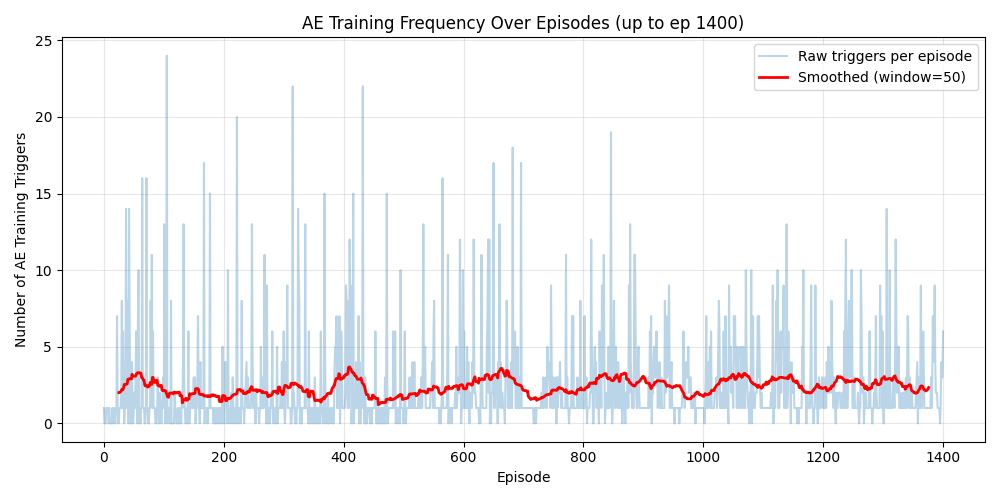 AE Training Frequency Over Episodes (up to ep 1400)
Raw triggers per episode
Smoothed (window=50)
Number of AE Training Triggers
25
20
15
10
5
0
0 200 400 600 800 1000 1200 1400
Episode